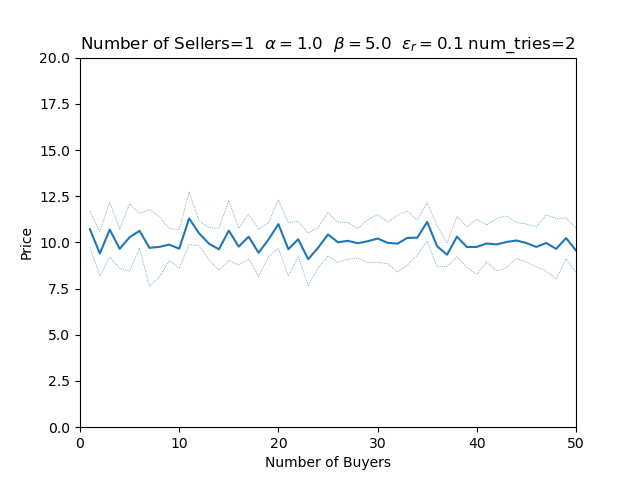 Number of Sellers=1 α = 1.0 β = 5.0 ε_r = 0.1 num_tries=2
20.0
17.5
15.0
12.5
10.0
7.5
5.0
2.5
0.0
Price
0 10 20 30 40 50
Number of Buyers